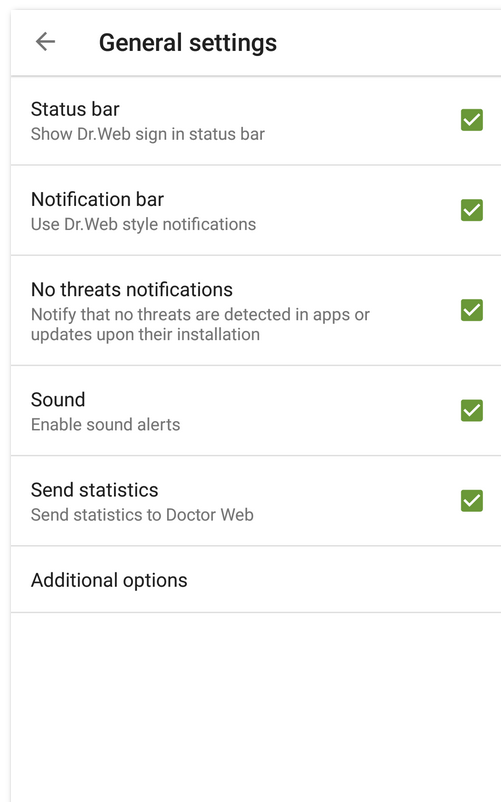 General settings
Status bar
Show Dr.Web sign in status bar
Notification bar
Use Dr.Web style notifications
No threats notifications
Notify that no threats are detected in apps or
updates upon their installation
Sound
Enable sound alerts
Send statistics
Send statistics to Doctor Web
Additional options